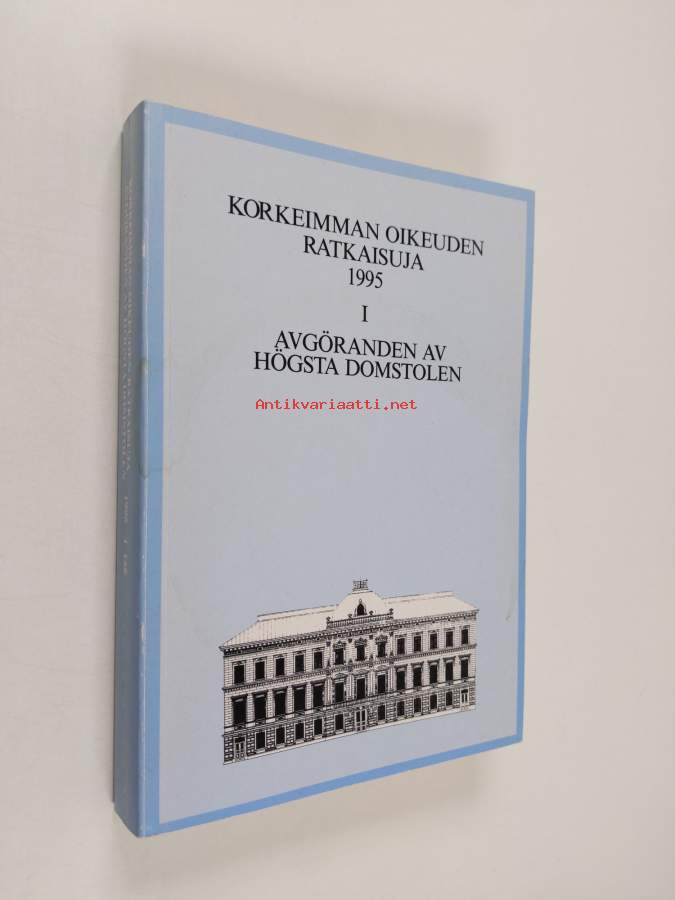 KORKEIMMAN OIKEUDEN
RATKAISUJA
1995
I
AVGÖRANDEN AV
HÖGSTA DOMSTOLEN
Antikvariaatti.net